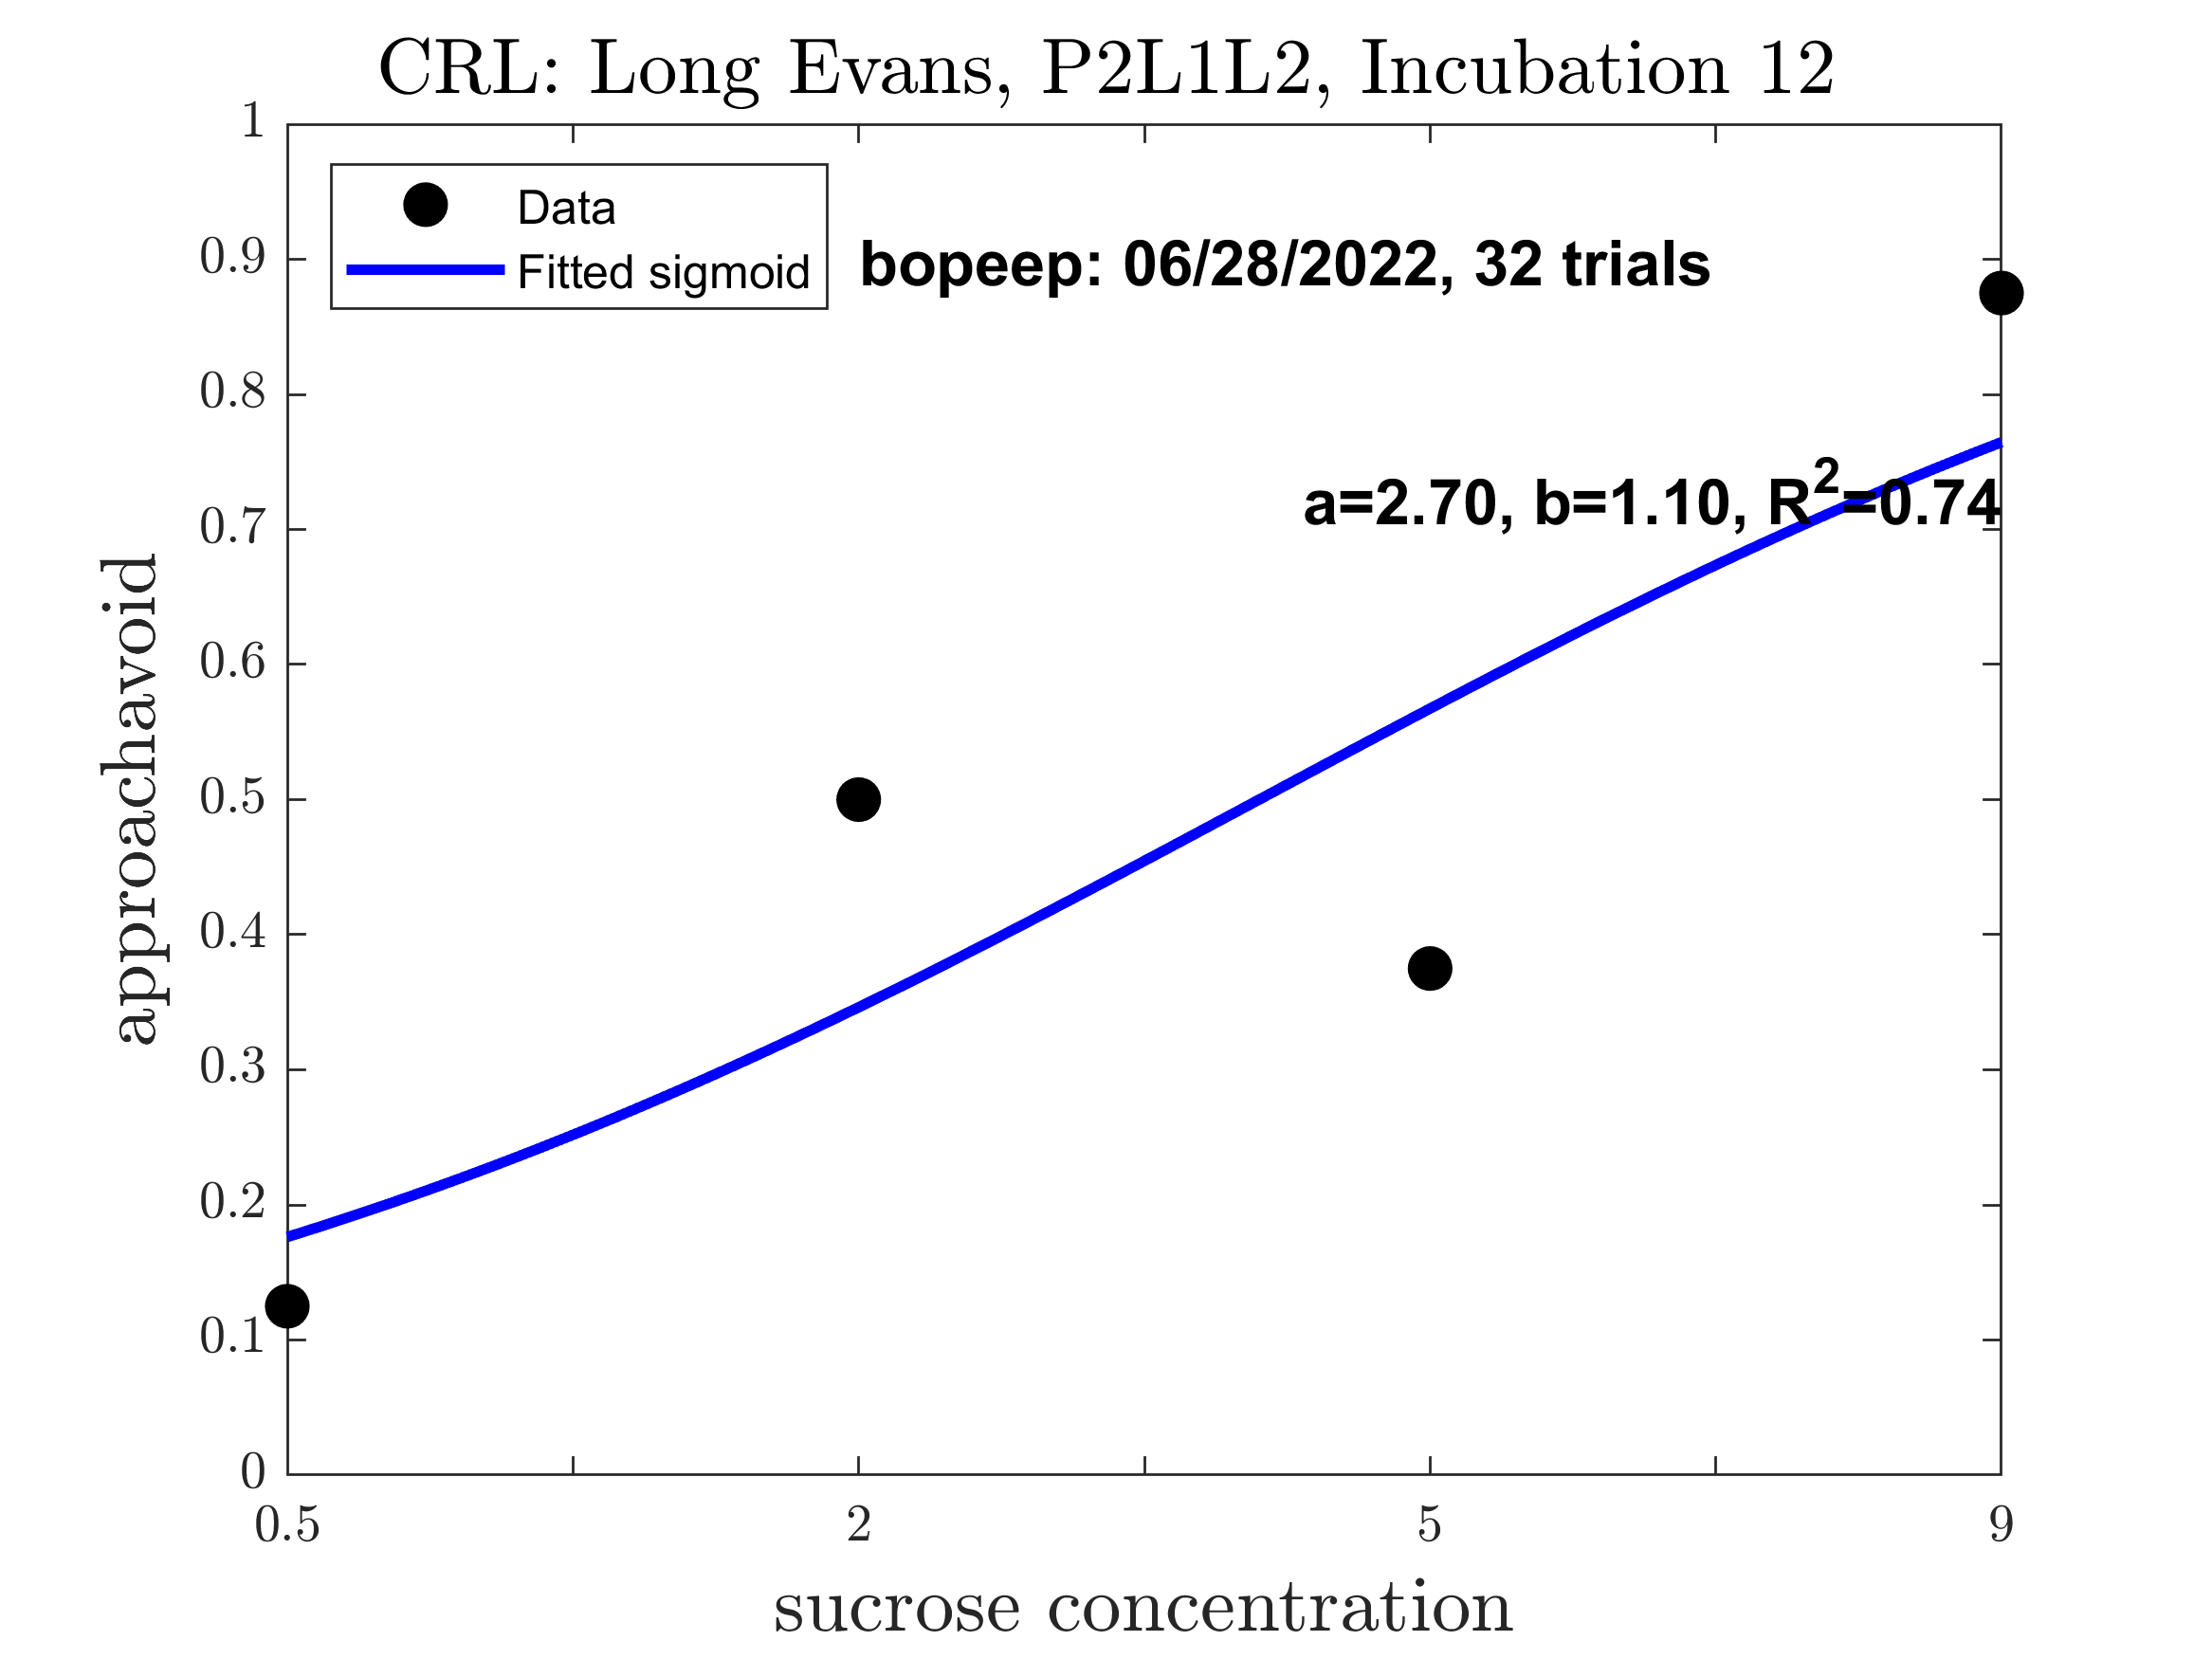 CRL: Long Evans, P2L1L2, Incubation 12
Data
Fitted sigmoid
bopeep: 06/28/2022, 32 trials
a=2.70, b=1.10, R²=0.74
approachavoid
1
0.9
0.8
0.7
0.6
0.5
0.4
0.3
0.2
0.1
0
0.5 2 5 9
sucrose concentration